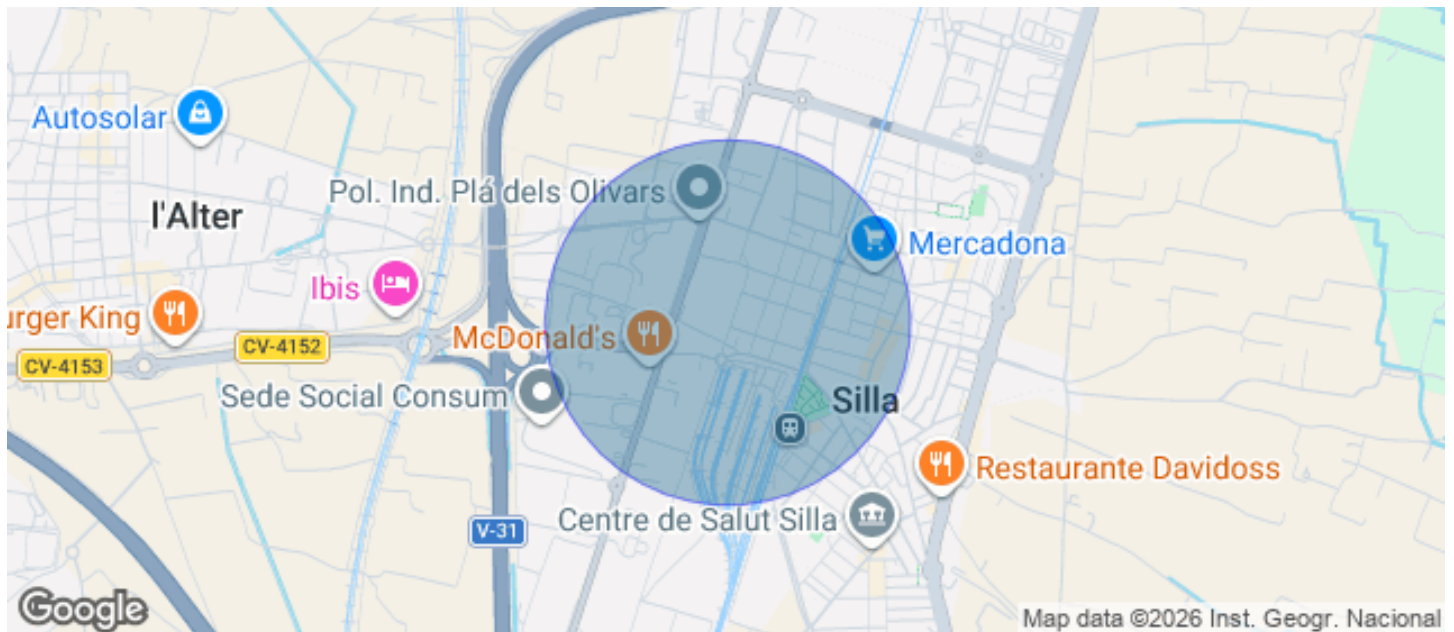 Autosolar
Pol. Ind. Plá dels Olivars
l'Alter
Mercadona
Ibis
urger King
McDonald's
CV-4152
CV-4153
Sede Social Consum
Silla
Restaurante Davidoss
Centre de Salut Silla
V-31
Google
Map data ©2026 Inst. Geogr. Nacional